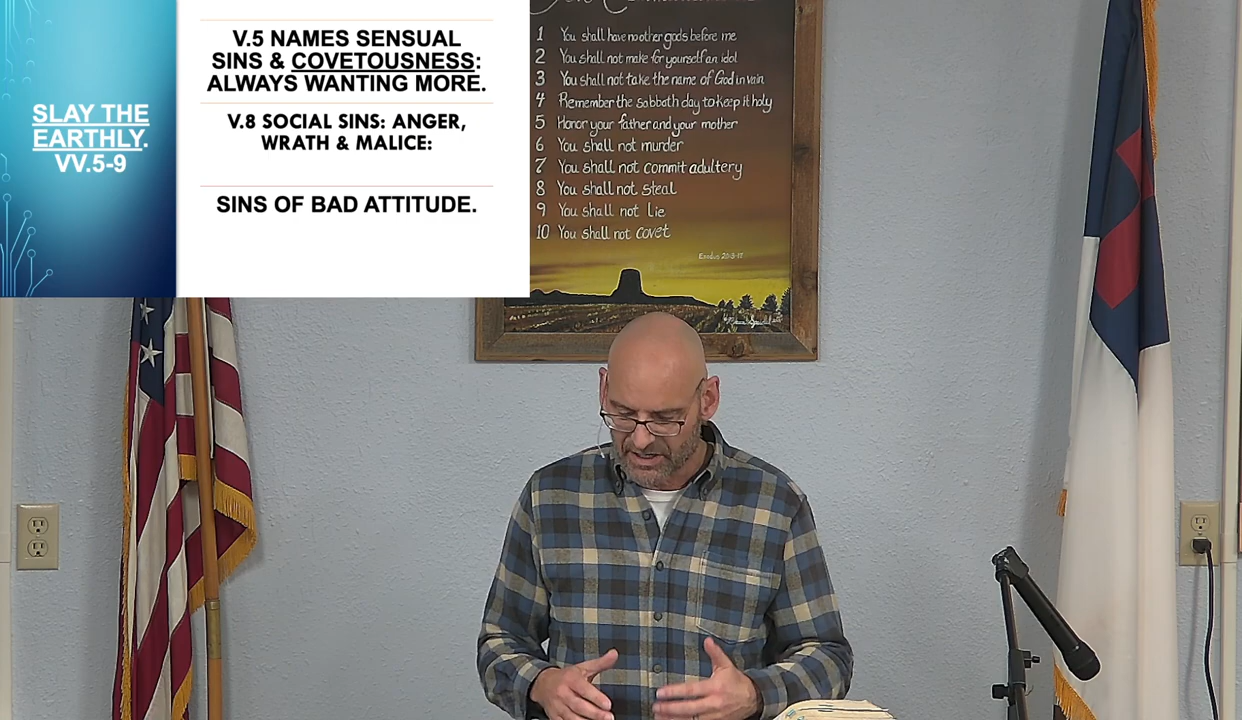 SLAY THE
EARTHLY.
VV.5-9
V.5 NAMES SENSUAL
SINS & COVETOUSNESS:
ALWAYS WANTING MORE.
V.8 SOCIAL SINS: ANGER,
WRATH & MALICE:
SINS OF BAD ATTITUDE.
1 You shall have no other gods before me
2 You shall not make for yourself an idol
3 You shall not take the name of God in vain
4 Remember the sabbath day to keep it holy
5 Honor your father and your mother
6 You shall not murder
7 You shall not commit adultery
8 You shall not steal
9 You shall not lie
10 You shall not covet
Exodus 20:3-17